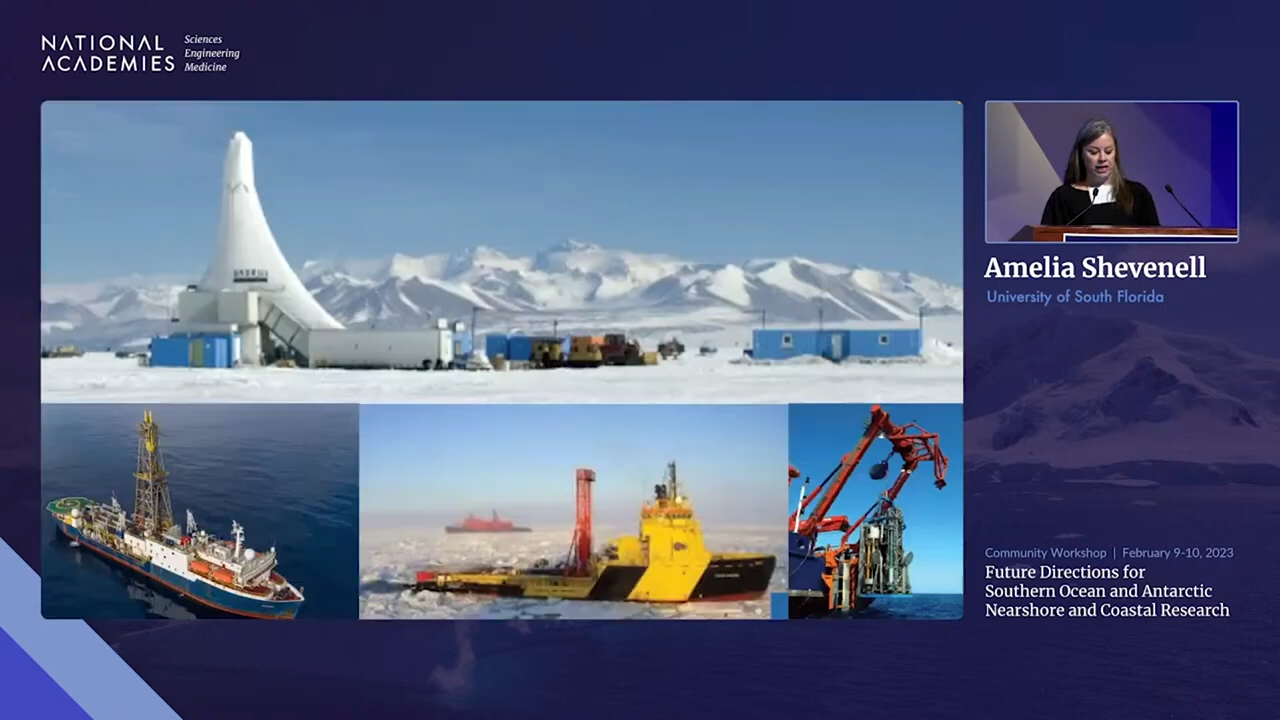 NATIONAL
ACADEMIES
Sciences
Engineering
Medicine
Amelia Shevenell
University of South Florida
Community Workshop | February 9-10, 2023
Future Directions for
Southern Ocean and Antarctic
Nearshore and Coastal Research